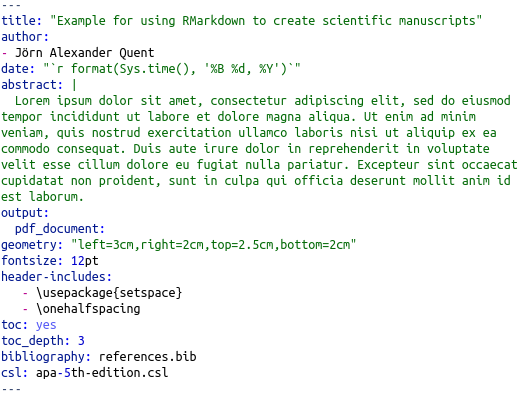 ---
title: "Example for using RMarkdown to create scientific manuscripts"
author:
- Jörn Alexander Quent
date: "`r format(Sys.time(), '%B %d, %Y')`"
abstract: |
  Lorem ipsum dolor sit amet, consectetur adipiscing elit, sed do eiusmod
tempor incididunt ut labore et dolore magna aliqua. Ut enim ad minim
veniam, quis nostrud exercitation ullamco laboris nisi ut aliquip ex ea
commodo consequat. Duis aute irure dolor in reprehenderit in voluptate
velit esse cillum dolore eu fugiat nulla pariatur. Excepteur sint occaecat
cupidatat non proident, sunt in culpa qui officia deserunt mollit anim id
est laborum.
output:
  pdf_document:
geometry: "left=3cm,right=2cm,top=2.5cm,bottom=2cm"
fontsize: 12pt
header-includes:
   - \usepackage{setspace}
   - \onehalfspacing
toc: yes
toc_depth: 3
bibliography: references.bib
csl: apa-5th-edition.csl
---